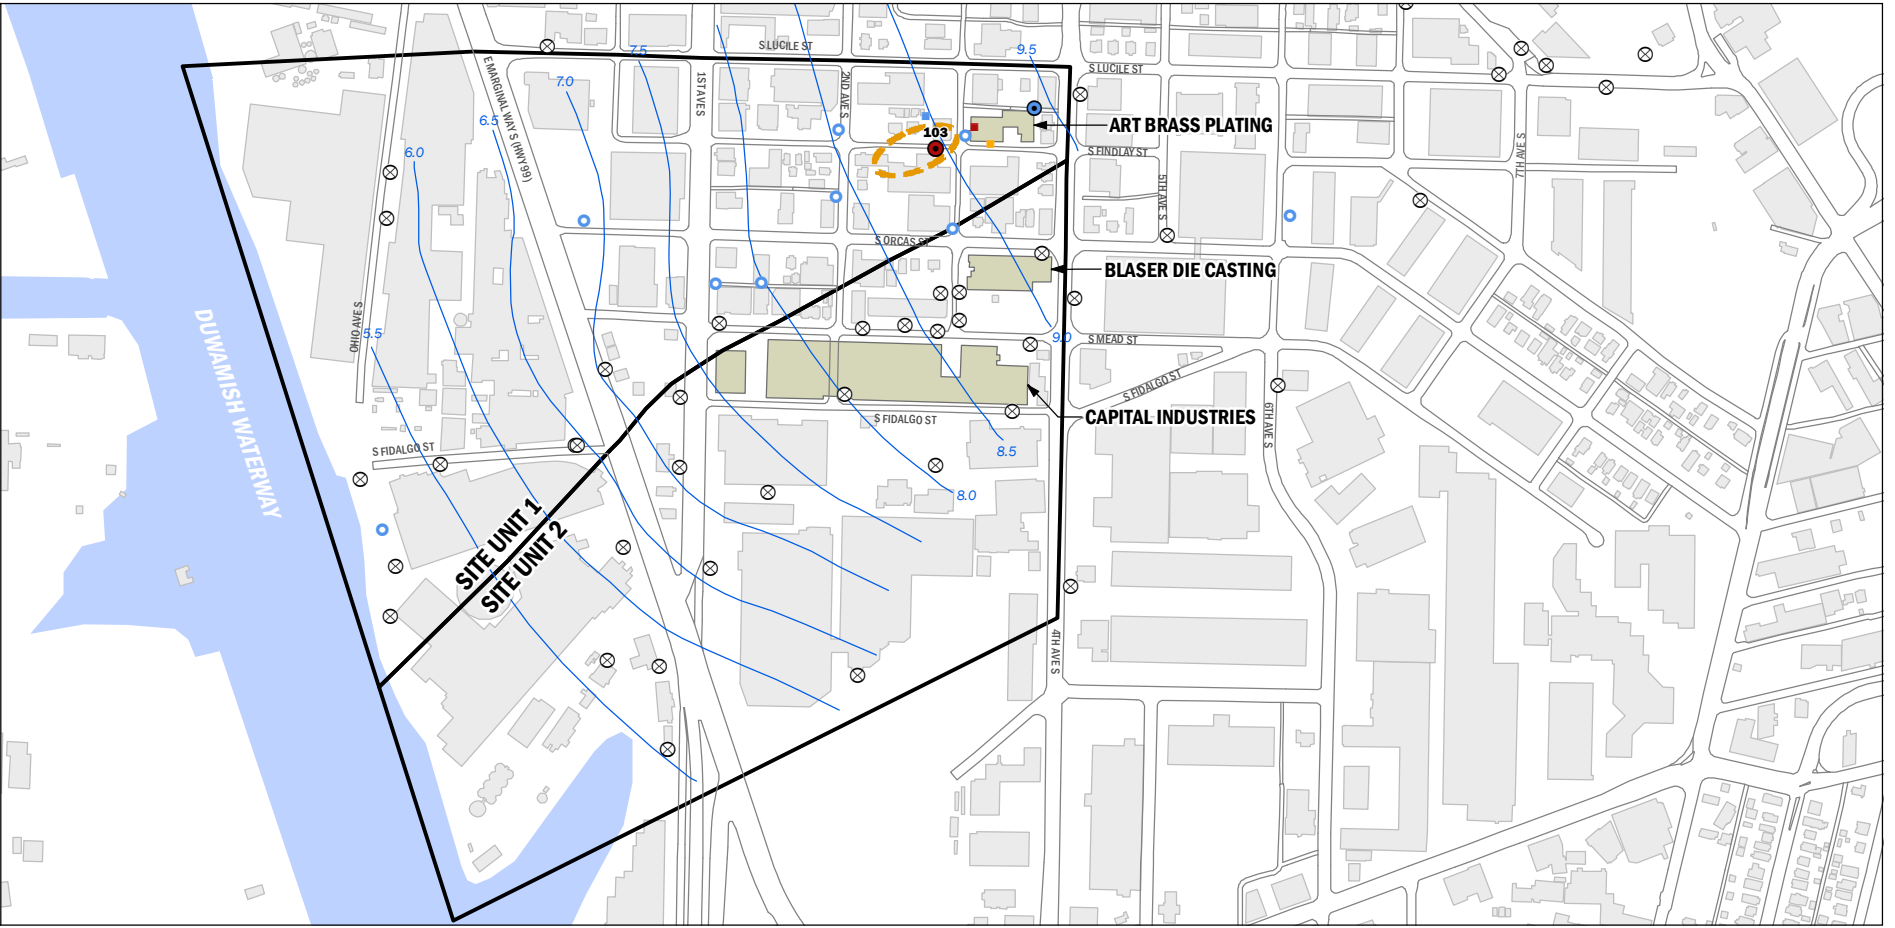 S LUCILE ST
7.5
9.5
S LUCILE ST
E MARGINAL WAY S (HWY 99)
7.0
1ST AVE S
2ND AVE S
6.5
103
ART BRASS PLATING
6.0
S FINDLAY ST
7TH AVE S
5TH AVE S
S ORCAS ST
BLASER DIE CASTING
DUWAMISH WATERWAY
OHIO AVE S
5.5
9.0
S MEAD ST
S FIDALGO ST
CAPITAL INDUSTRIES
S FIDALGO ST
6TH AVE S
S FIDALGO ST
8.5
8.0
SITE UNIT 1
SITE UNIT 2
4TH AVE S